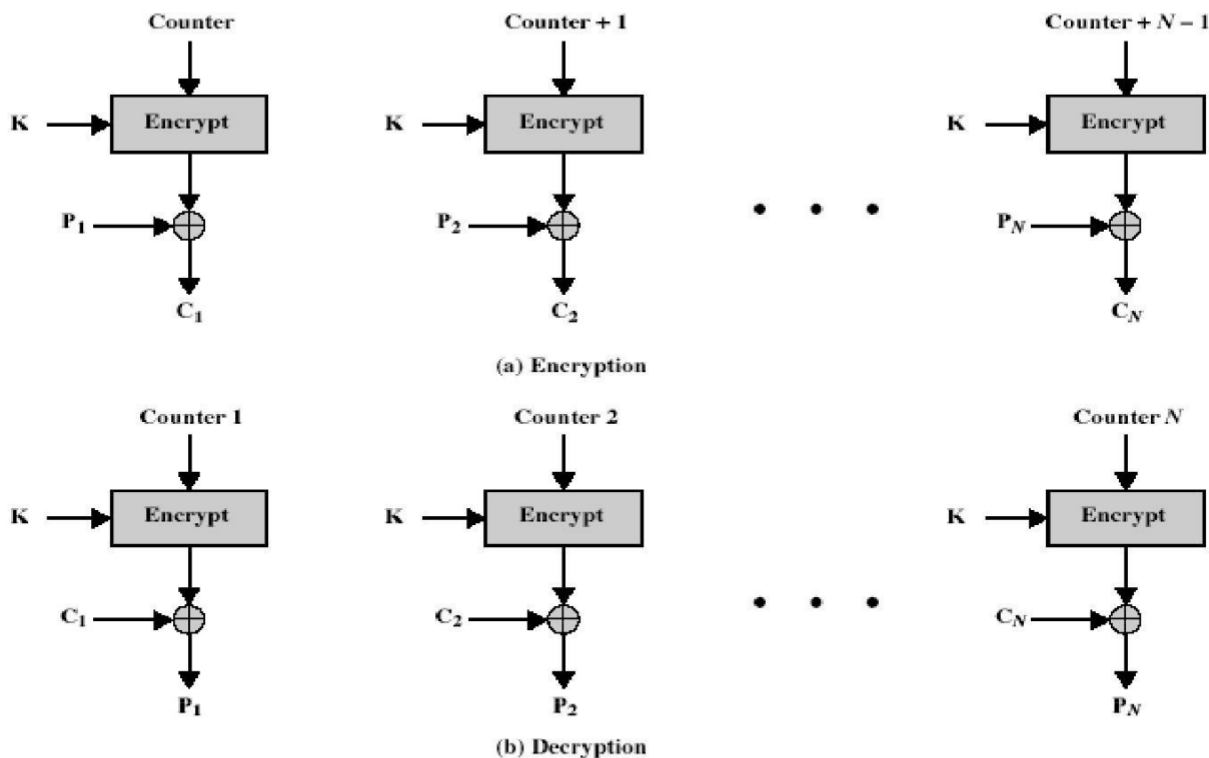 Counter Counter + 1 Counter + N – 1
K Encrypt K Encrypt K Encrypt
P1 P2 PN
C1 C2 CN
(a) Encryption
Counter 1 Counter 2 Counter N
K Encrypt K Encrypt K Encrypt
C1 C2 CN
P1 P2 PN
(b) Decryption